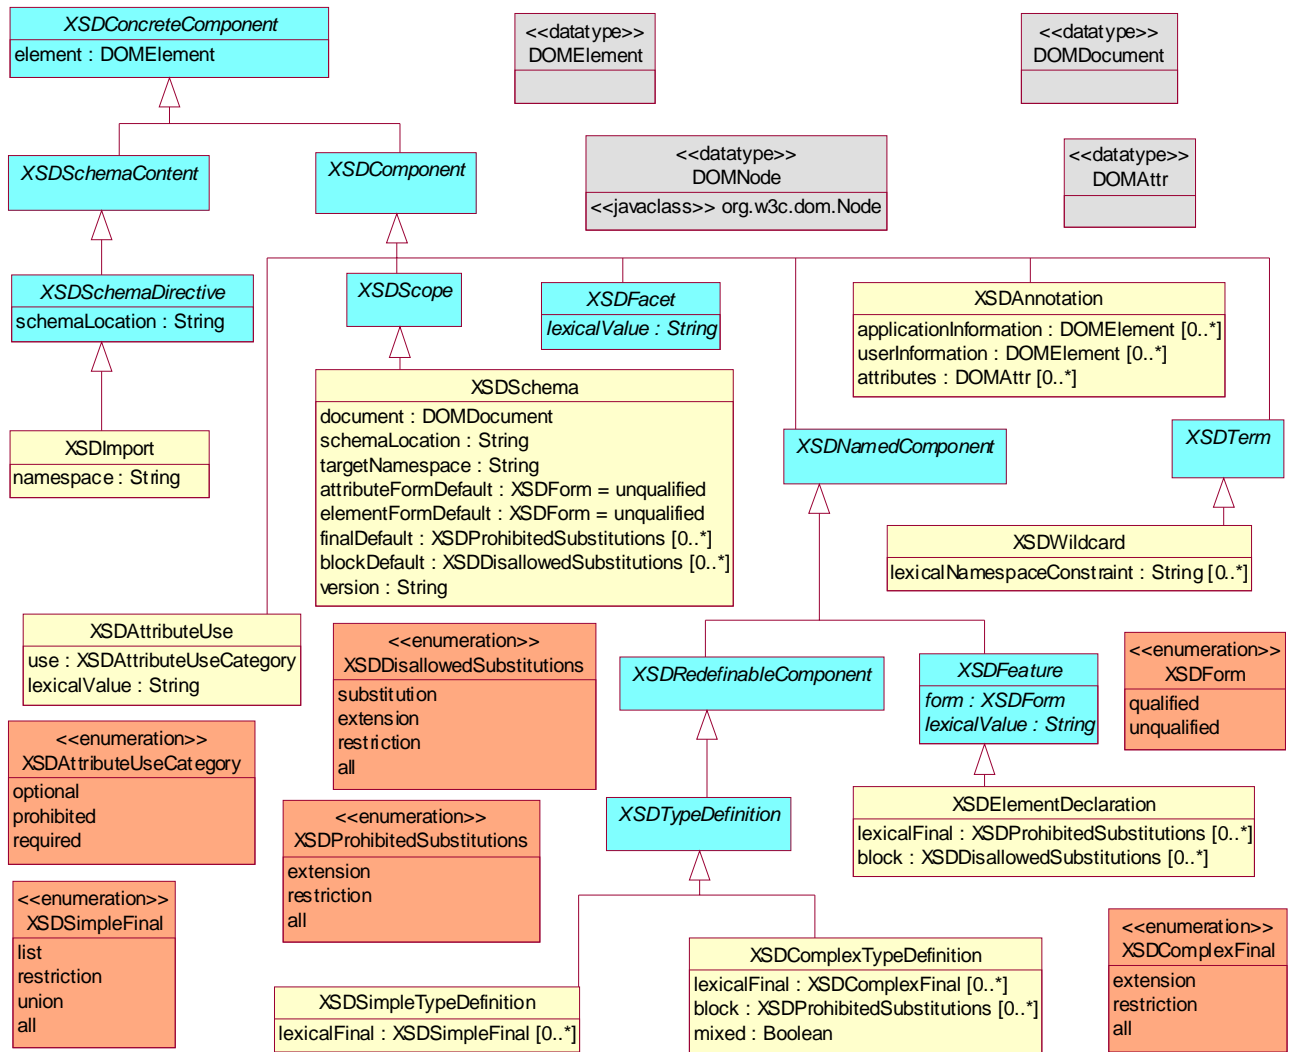 XSDConcreteComponent
element : DOMElement
<<datatype>>
DOMElement
<<datatype>>
DOMDocument
XSDSchemaContent
XSDComponent
<<datatype>>
DOMNode
<<javaclass>> org.w3c.dom.Node
<<datatype>>
DOMAttr
XSDSchemaDirective
schemaLocation : String
XSDScope
XSDFacet
lexicalValue : String
XSDAnnotation
applicationInformation : DOMElement [0..*]
userInformation : DOMElement [0..*]
attributes : DOMAttr [0..*]
XSDImport
namespace : String
XSDSchema
document : DOMDocument
schemaLocation : String
targetNamespace : String
attributeFormDefault : XSDForm = unqualified
elementFormDefault : XSDForm = unqualified
finalDefault : XSDProhibitedSubstitutions [0..*]
blockDefault : XSDDisallowedSubstitutions [0..*]
version : String
XSDNamedComponent
XSDTerm
XSDWildcard
lexicalNamespaceConstraint : String [0..*]
XSDAttributeUse
use : XSDAttributeUseCategory
lexicalValue : String
<<enumeration>>
XSDDisallowedSubstitutions
substitution
extension
restriction
all
XSDRedefinableComponent
XSDFeature
form : XSDForm
lexicalValue : String
<<enumeration>>
XSDForm
qualified
unqualified
<<enumeration>>
XSDAttributeUseCategory
optional
prohibited
required
<<enumeration>>
XSDProhibitedSubstitutions
extension
restriction
all
XSDTypeDefinition
XSDElementDeclaration
lexicalFinal : XSDProhibitedSubstitutions [0..*]
block : XSDDisallowedSubstitutions [0..*]
<<enumeration>>
XSDSimpleFinal
list
restriction
union
all
XSDSimpleTypeDefinition
lexicalFinal : XSDSimpleFinal [0..*]
XSDComplexTypeDefinition
lexicalFinal : XSDComplexFinal [0..*]
block : XSDProhibitedSubstitutions [0..*]
mixed : Boolean
<<enumeration>>
XSDComplexFinal
extension
restriction
all